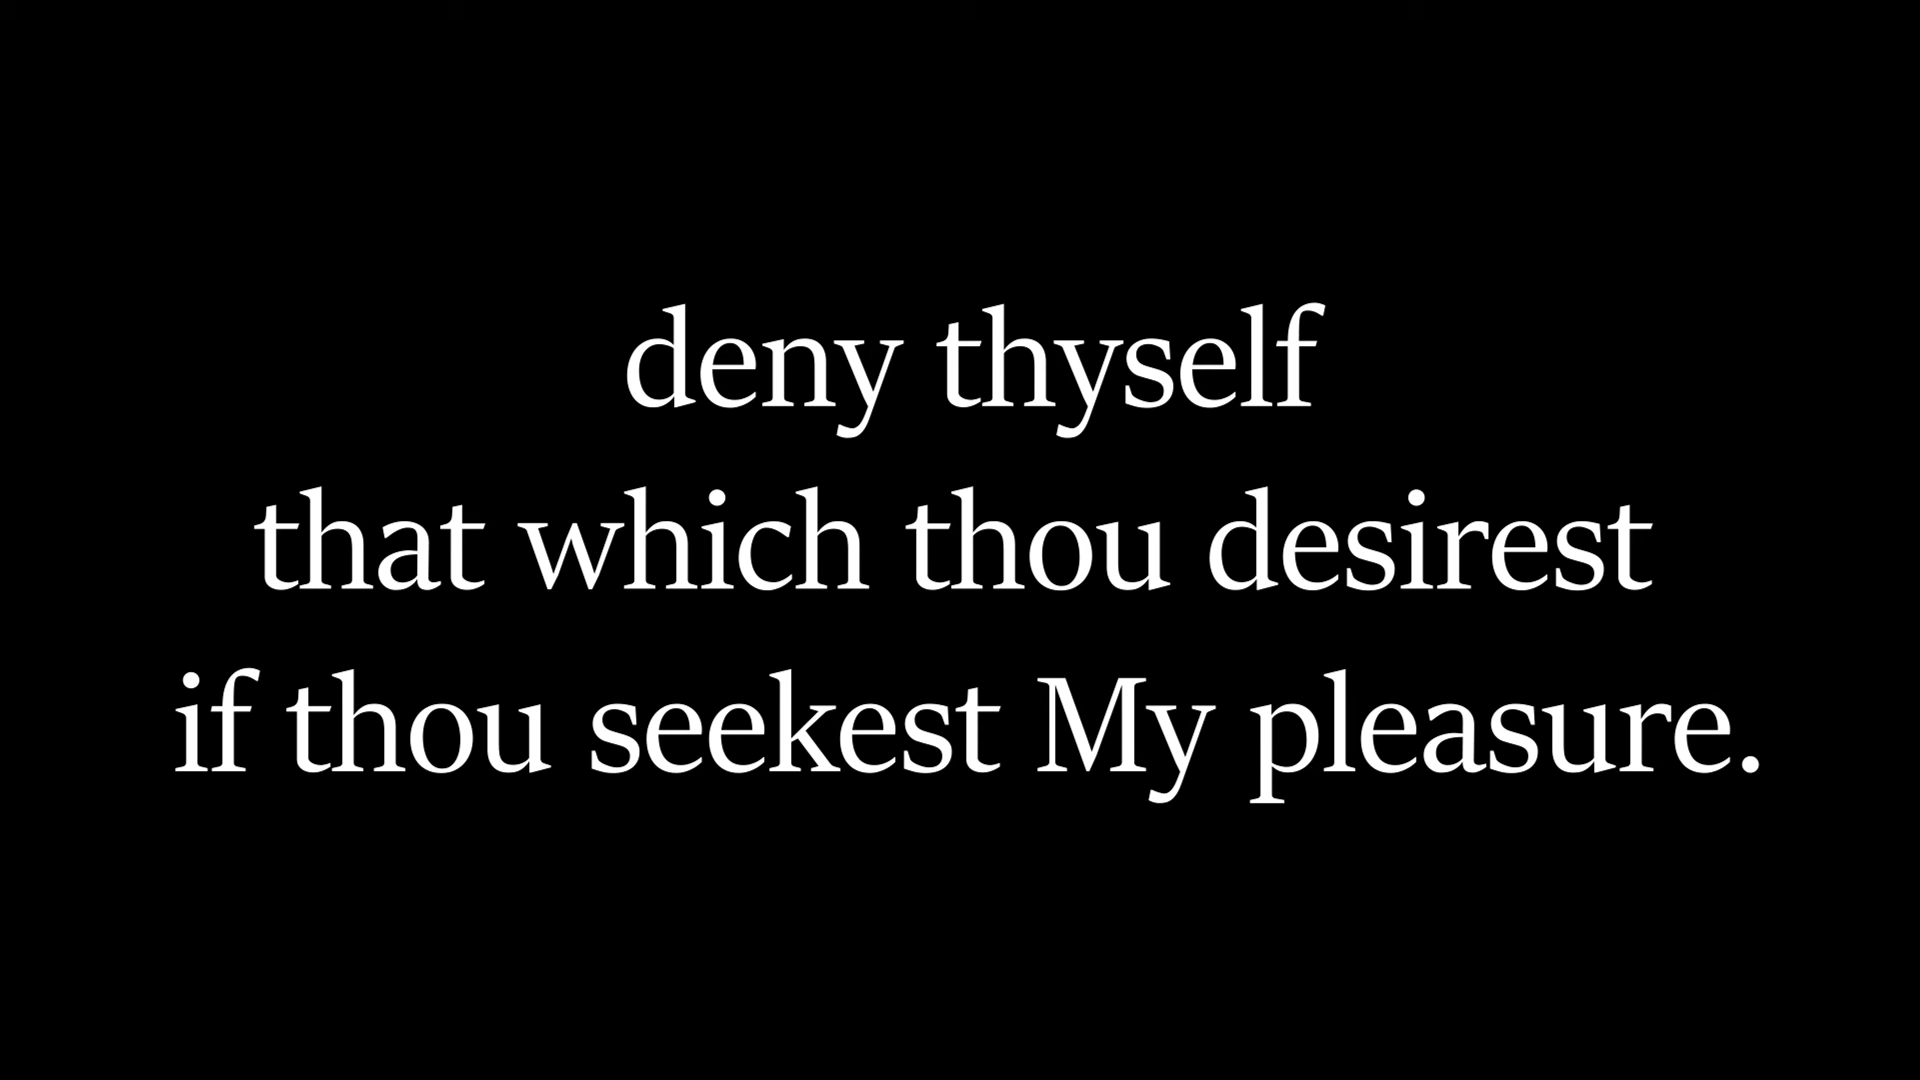 deny thyself
that which thou desirest
if thou seekest My pleasure.